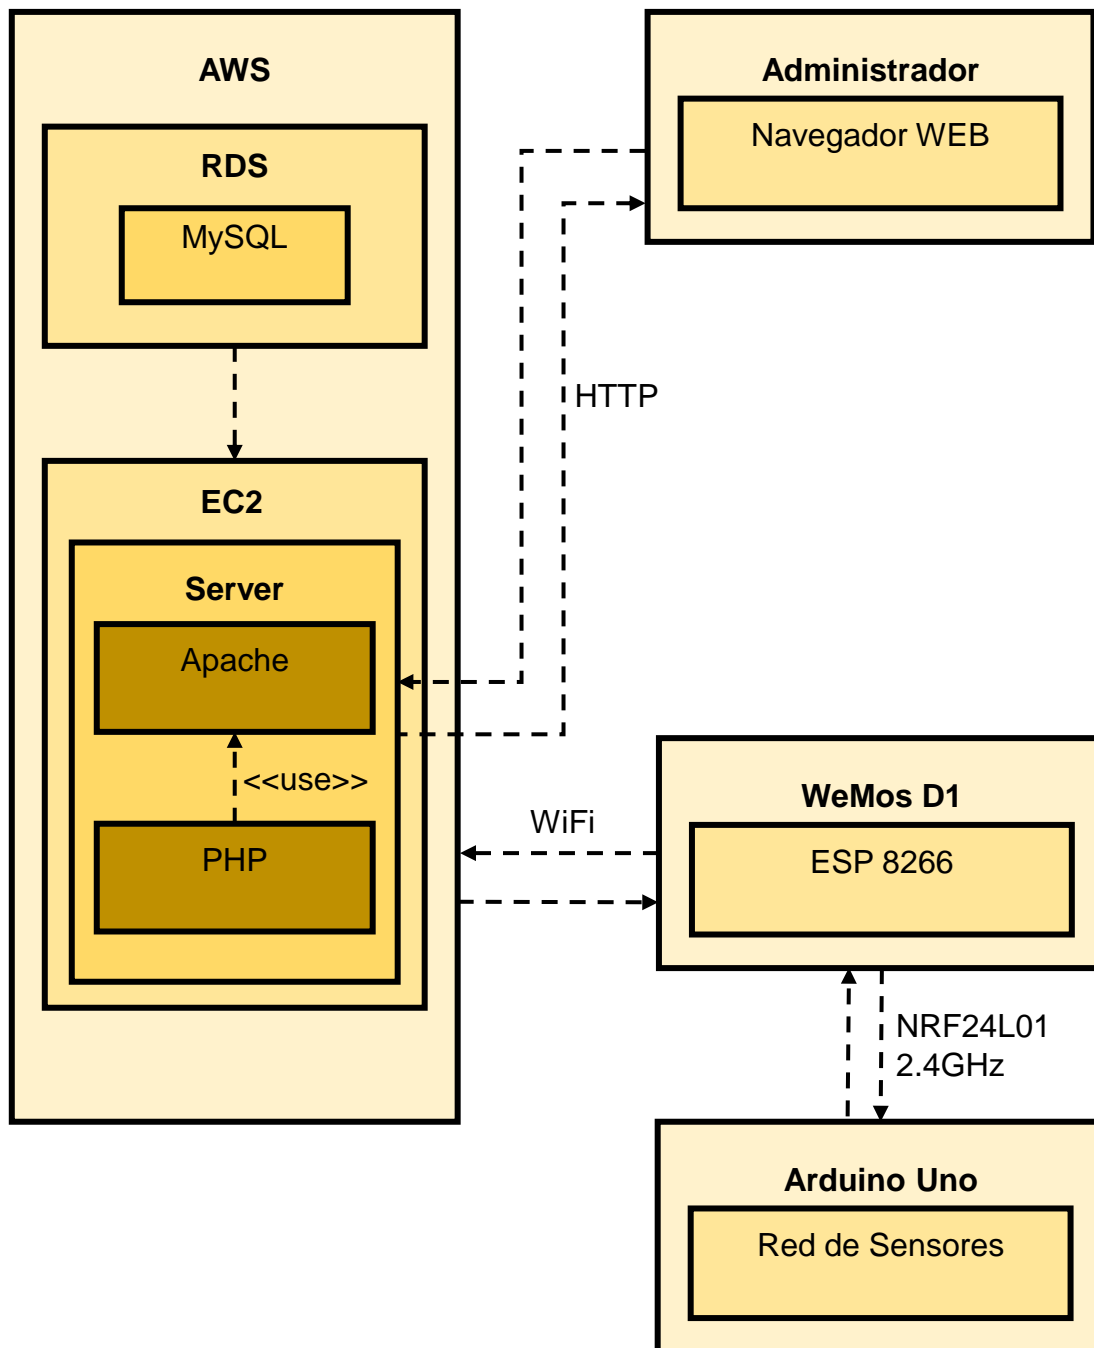 AWS
RDS
MySQL
EC2
Server
Apache
<<use>>
PHP
Administrador
Navegador WEB
HTTP
WiFi
WeMos D1
ESP 8266
NRF24L01
2.4GHz
Arduino Uno
Red de Sensores